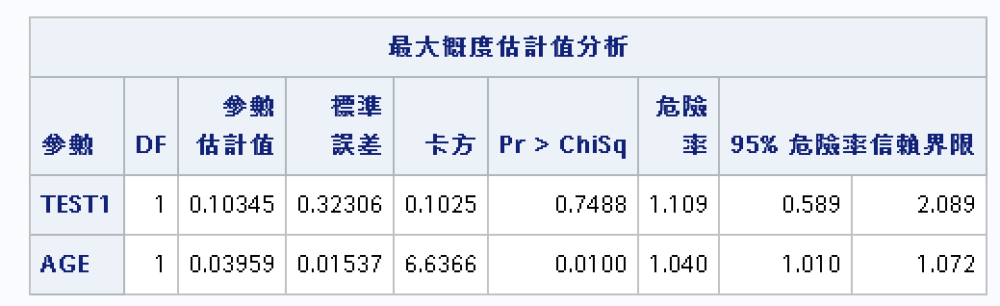 最大概度估計值分析
參數 DF 參數估計值 標準誤差 卡方 Pr > ChiSq 危險率 95% 危險率信賴界限
TEST1 1 0.10345 0.32306 0.1025 0.7488 1.109 0.589 2.089
AGE 1 0.03959 0.01537 6.6366 0.0100 1.040 1.010 1.072